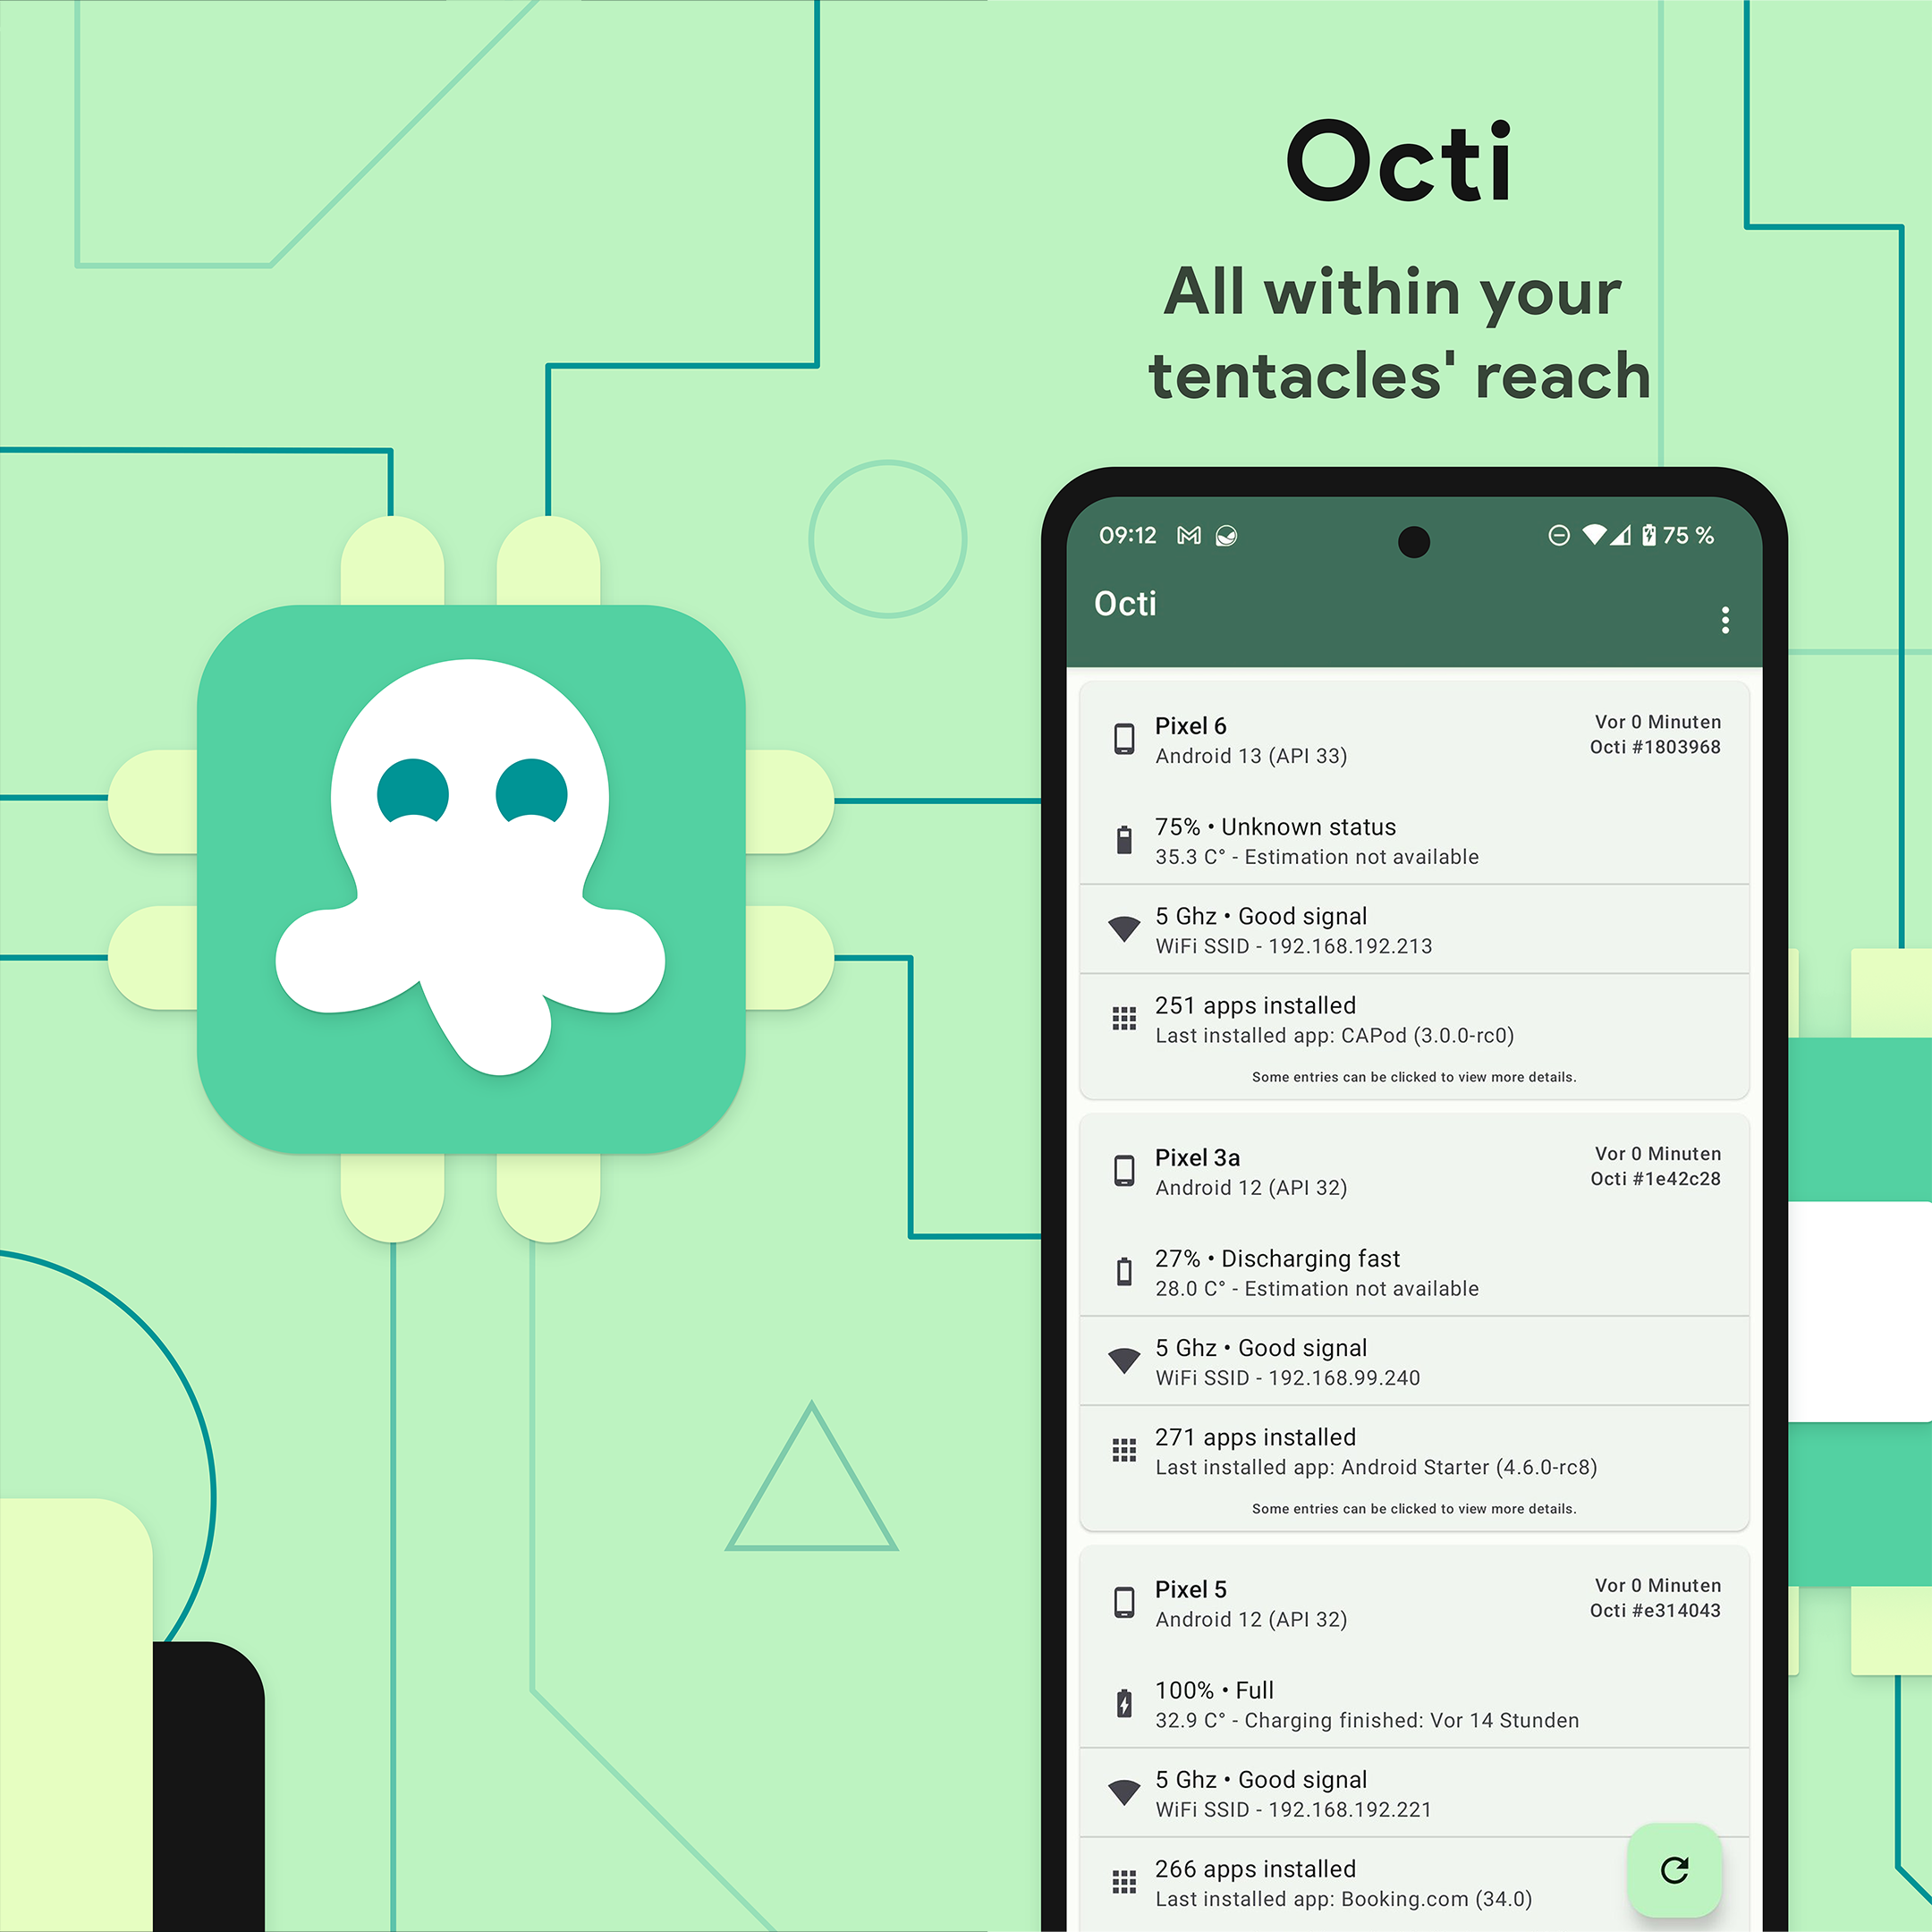 Octi
All within your
tentacles' reach
09:12
75 %
Octi
Pixel 6
Vor 0 Minuten
Android 13 (API 33)
Octi #1803968
75% • Unknown status
35.3 C° - Estimation not available
5 Ghz • Good signal
WiFi SSID - 192.168.192.213
251 apps installed
Last installed app: CAPod (3.0.0-rc0)
Some entries can be clicked to view more details.
Pixel 3a
Vor 0 Minuten
Android 12 (API 32)
Octi #1e42c28
27% • Discharging fast
28.0 C° - Estimation not available
5 Ghz • Good signal
WiFi SSID - 192.168.99.240
271 apps installed
Last installed app: Android Starter (4.6.0-rc8)
Some entries can be clicked to view more details.
Pixel 5
Vor 0 Minuten
Android 12 (API 32)
Octi #e314043
100% • Full
32.9 C° - Charging finished: Vor 14 Stunden
5 Ghz • Good signal
WiFi SSID - 192.168.192.221
266 apps installed
Last installed app: Booking.com (34.0)